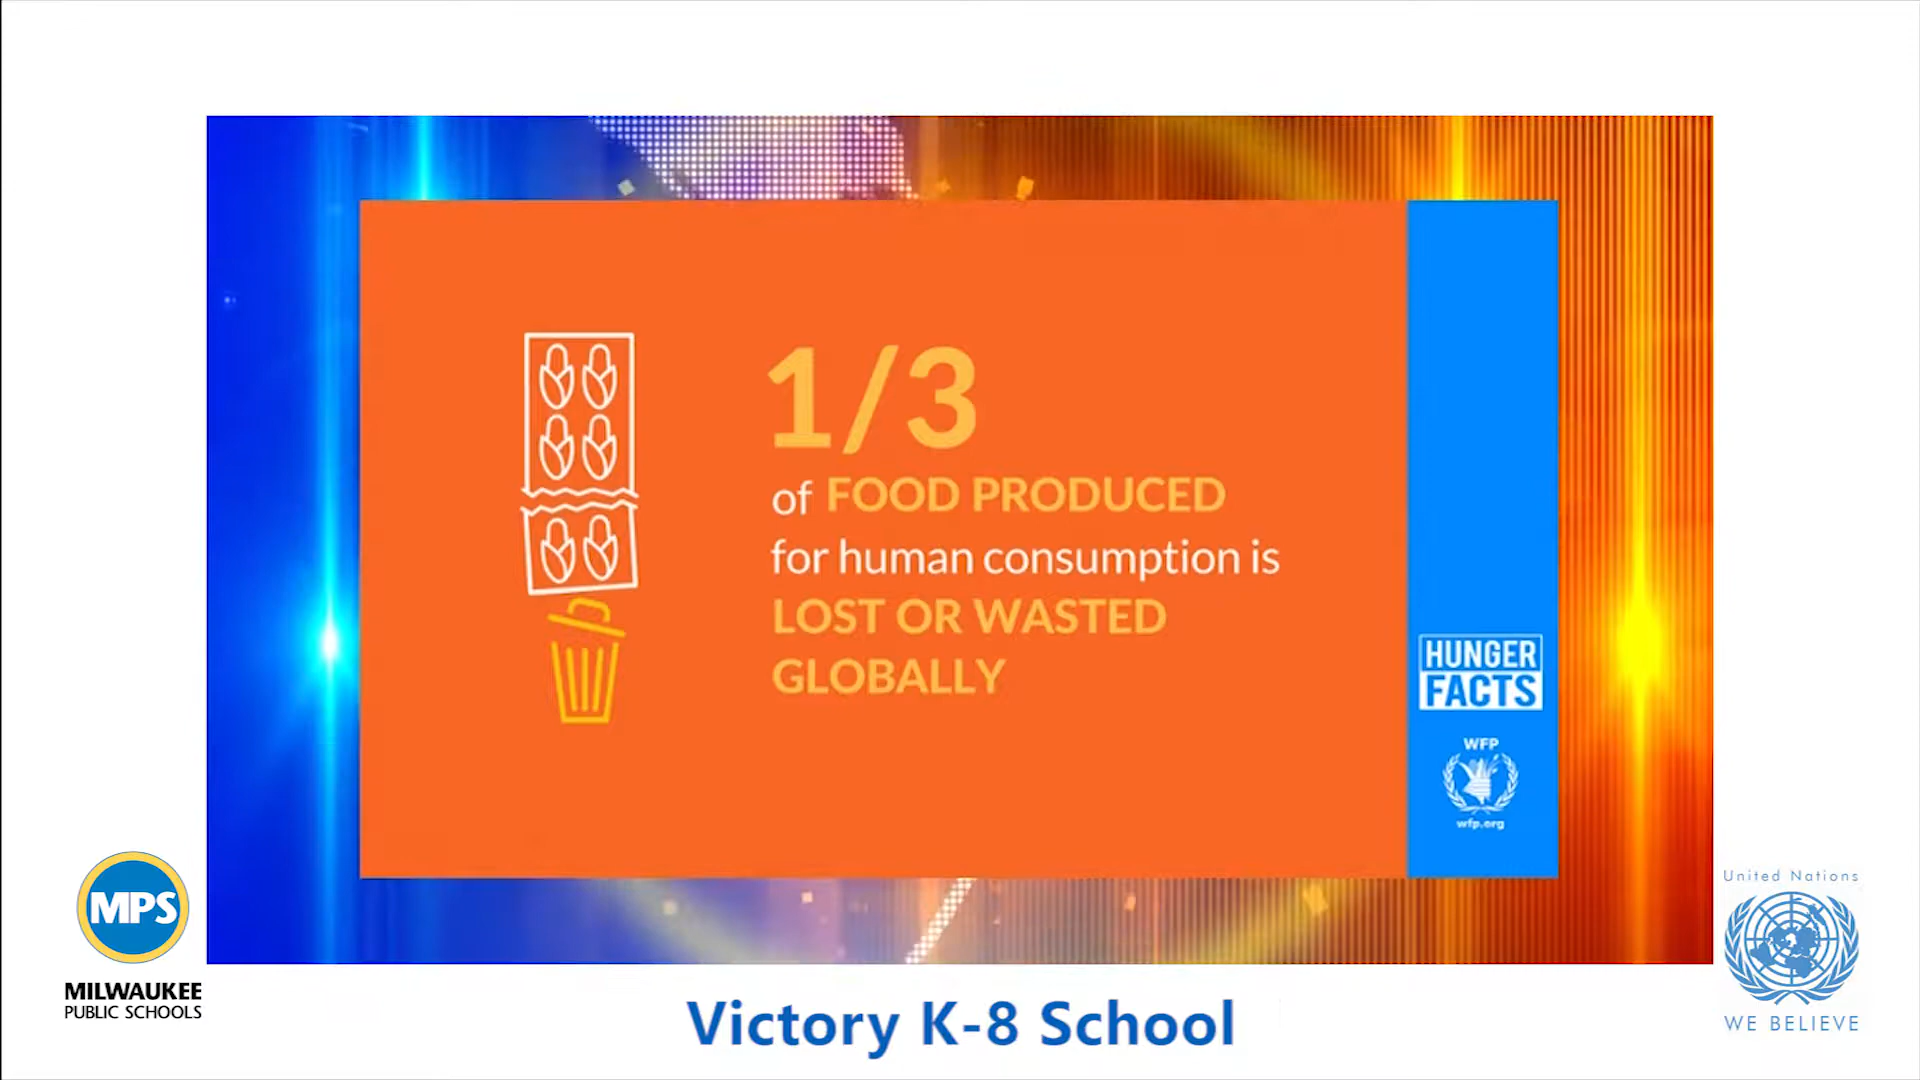 1/3
of FOOD PRODUCED
for human consumption is
LOST OR WASTED
GLOBALLY
HUNGER
FACTS
WFP
wfp.org
MPS
MILWAUKEE
PUBLIC SCHOOLS
Victory K-8 School
United Nations
WE BELIEVE